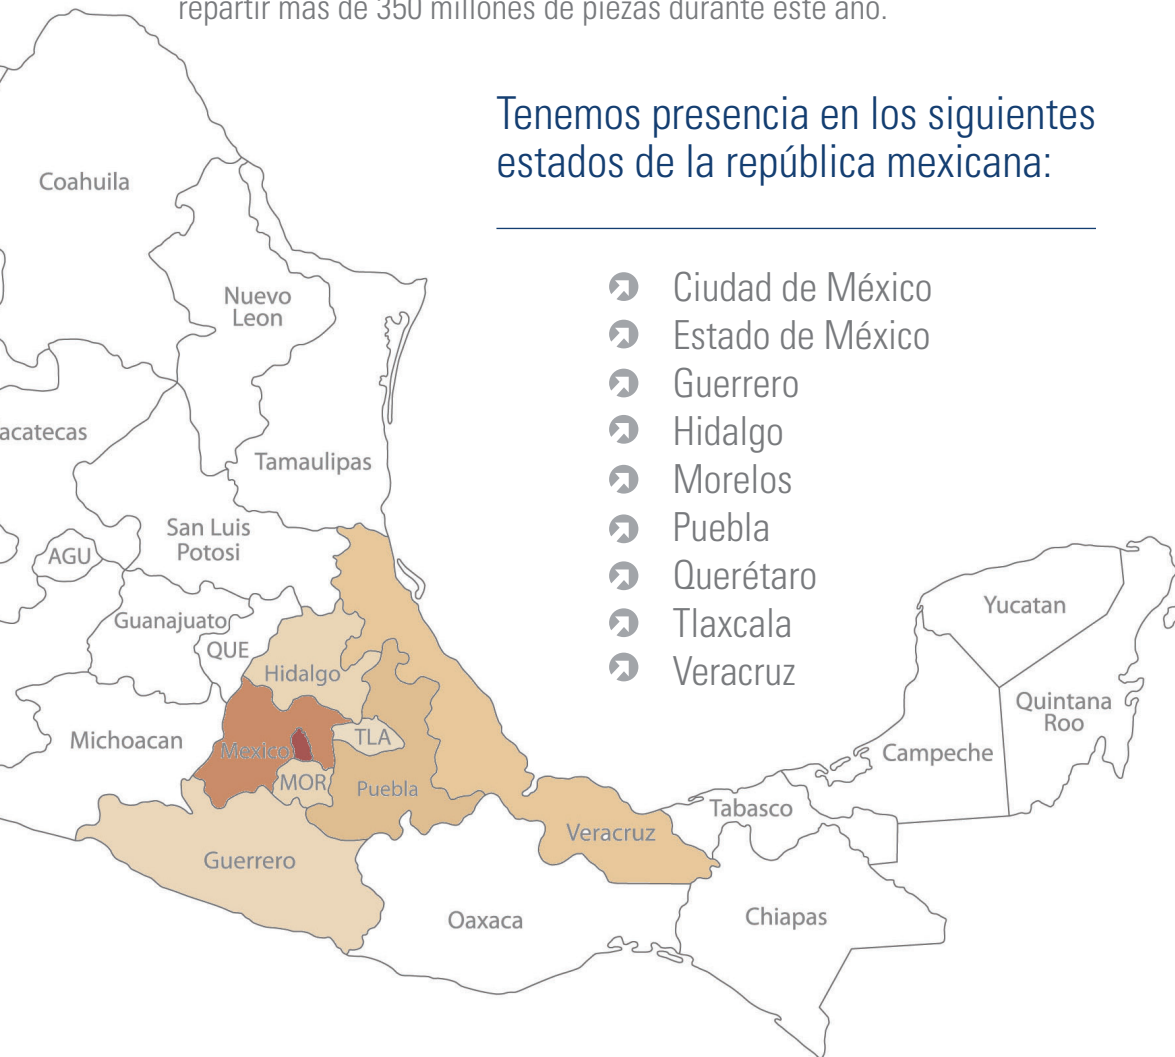 repartir más de 350 millones de piezas durante este año.
Tenemos presencia en los siguientes
estados de la república mexicana:
Ciudad de México
Estado de México
Guerrero
Hidalgo
Morelos
Puebla
Querétaro
Tlaxcala
Veracruz
Coahuila
Nuevo
Leon
acatecas
Tamaulipas
San Luis
Potosi
AGU
Guanajuato
QUE
Hidalgo
Michoacan
Mexico
TLA
MOR
Puebla
Guerrero
Veracruz
Oaxaca
Tabasco
Chiapas
Campeche
Yucatan
Quintana
Roo